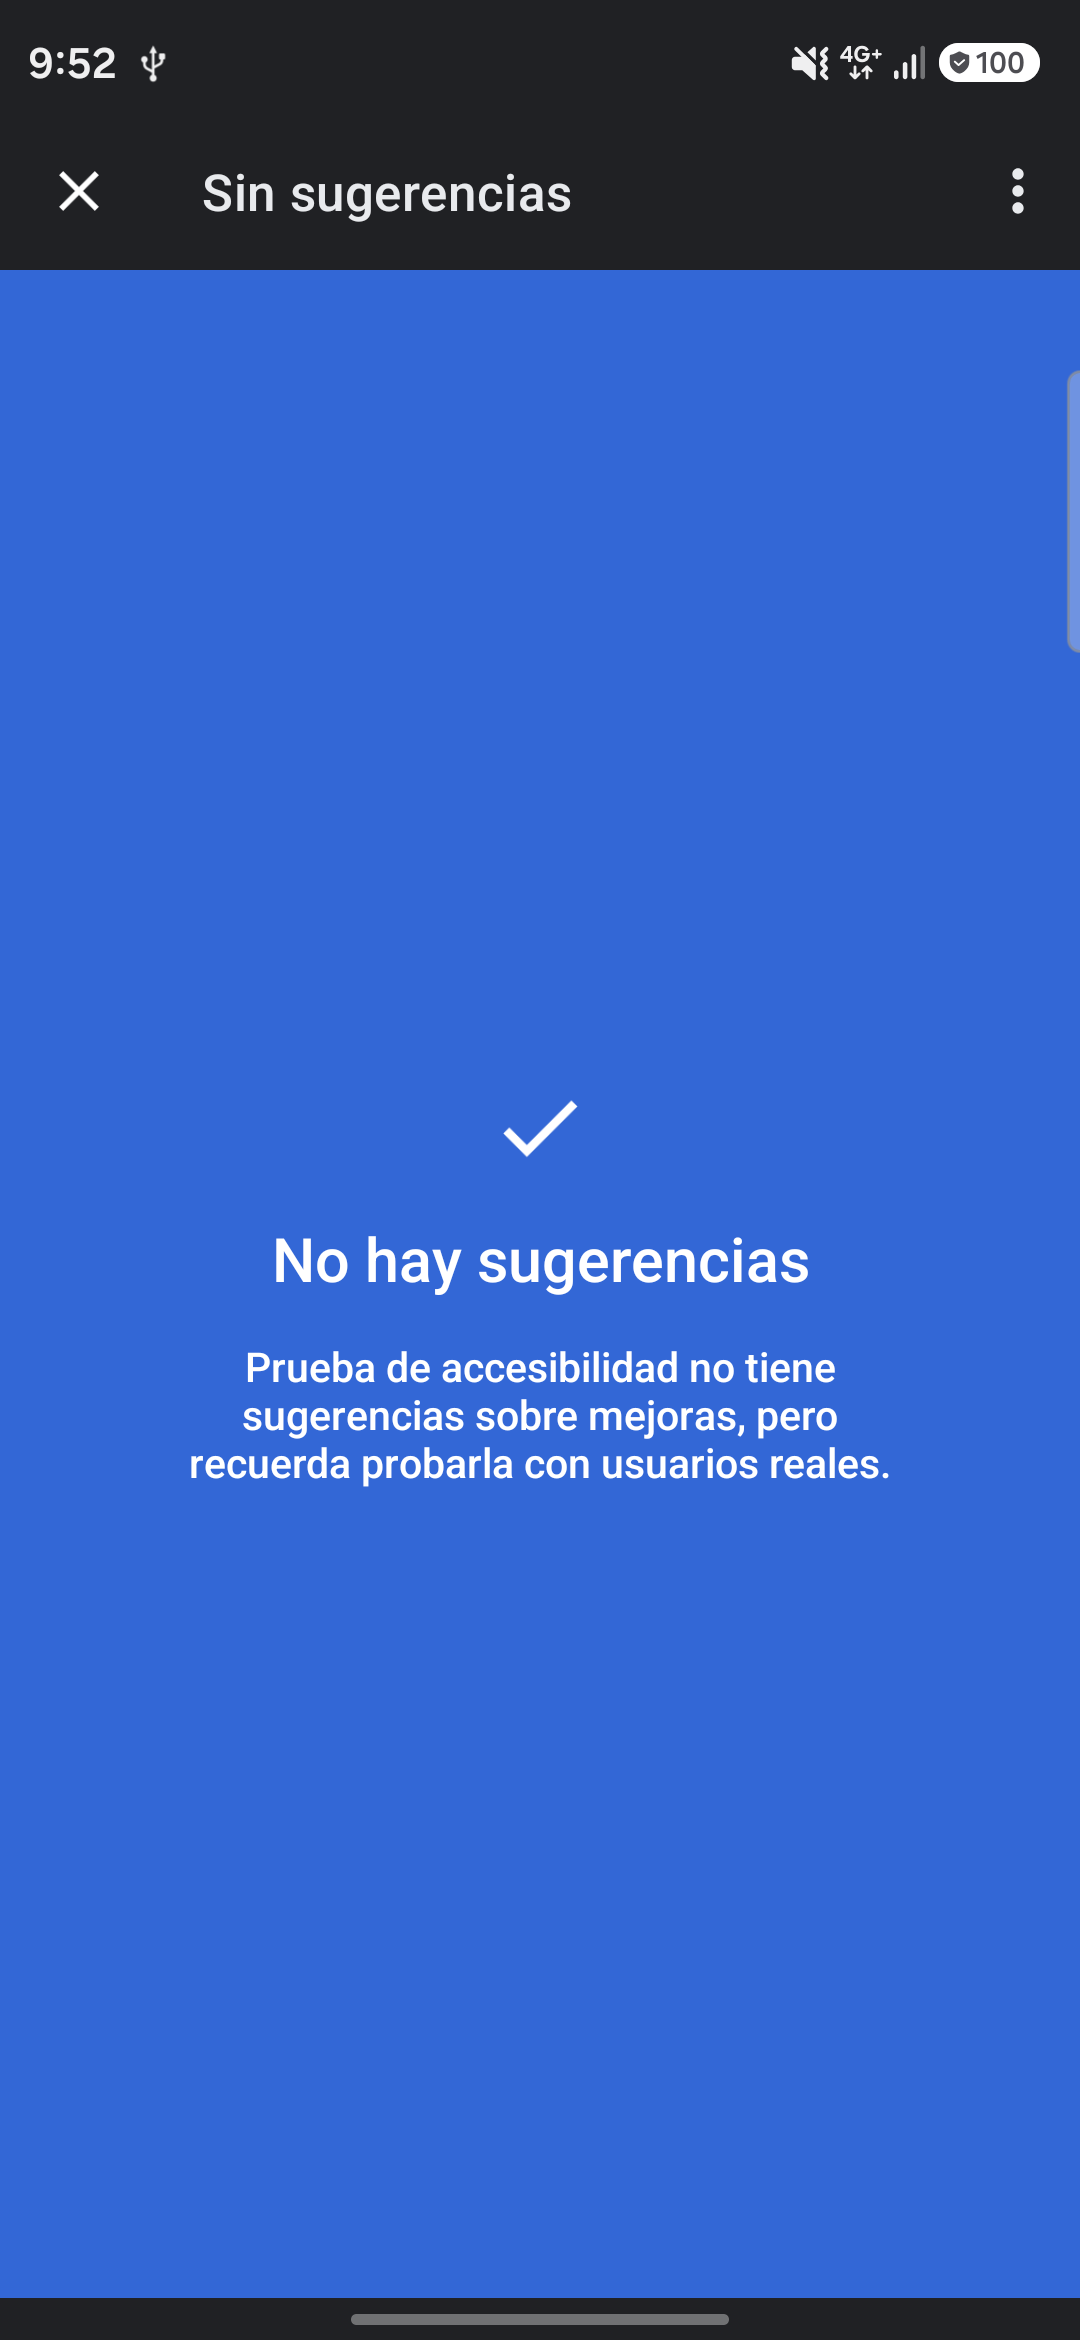 9:52
4G+
100
Sin sugerencias
No hay sugerencias
Prueba de accesibilidad no tiene
sugerencias sobre mejoras, pero
recuerda probarla con usuarios reales.